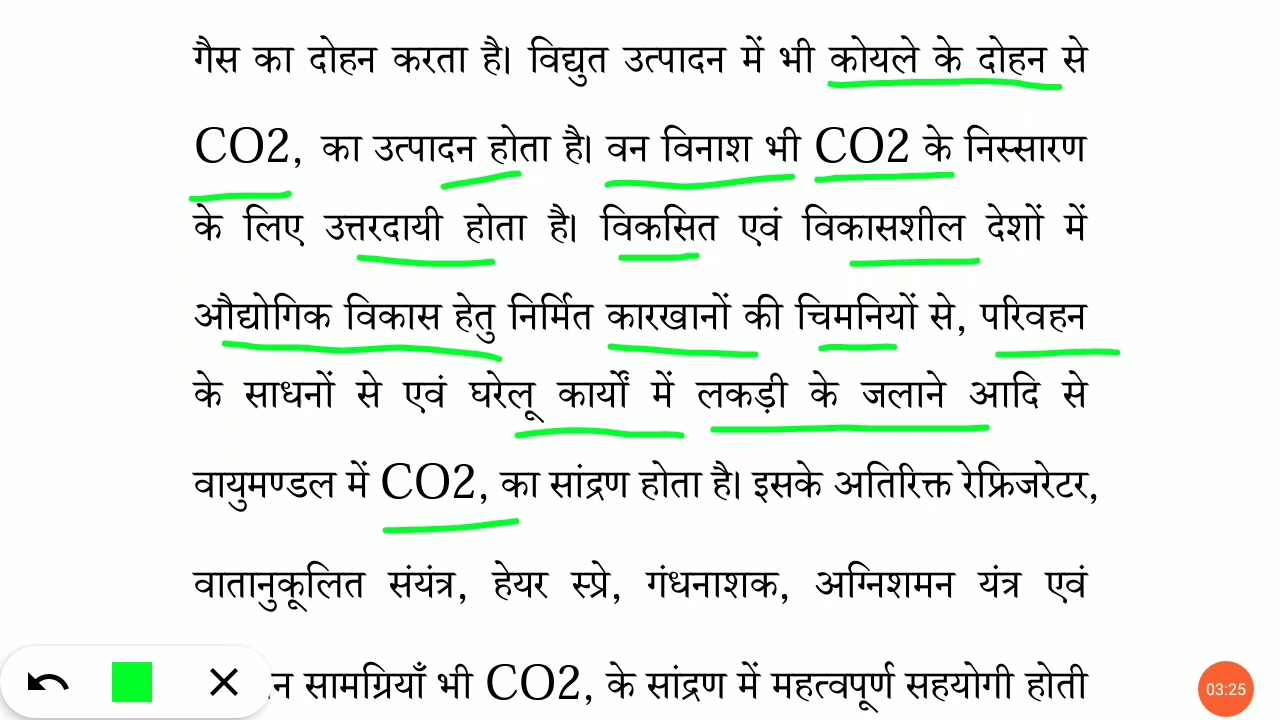 गैस का दोहन करता है। विद्युत उत्पादन में भी कोयले के दोहन से
CO2, का उत्पादन होता है। वन विनाश भी CO2 के निस्सारण
के लिए उत्तरदायी होता है। विकसित एवं विकासशील देशों में
औद्योगिक विकास हेतु निर्मित कारखानों की चिमनियों से, परिवहन
के साधनों से एवं घरेलू कार्यों में लकड़ी के जलाने आदि से
वायुमण्डल में CO2, का सांद्रण होता है। इसके अतिरिक्त रेफ्रिजरेटर,
वातानुकूलित संयंत्र, हेयर स्प्रे, गंधनाशक, अग्निशमन यंत्र एवं
सामग्रियाँ भी CO2, के सांद्रण में महत्वपूर्ण सहयोगी होती
03:25